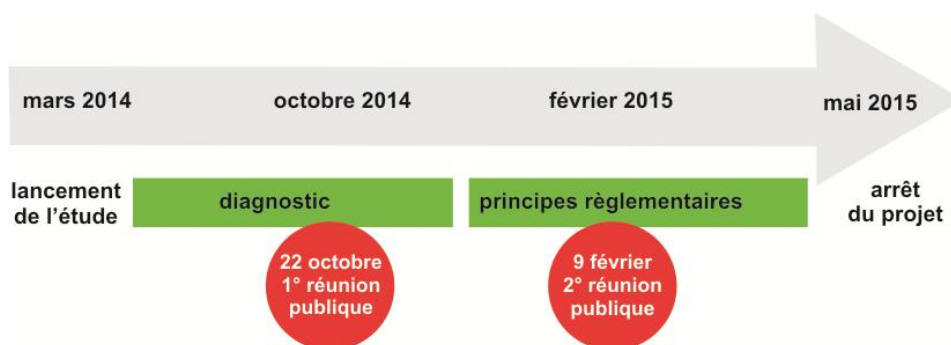 mars 2014
octobre 2014
février 2015
mai 2015
lancement
de l'étude
diagnostic
principes règlementaires
arrêt
du projet
22 octobre
1° réunion
publique
9 février
2° réunion
publique